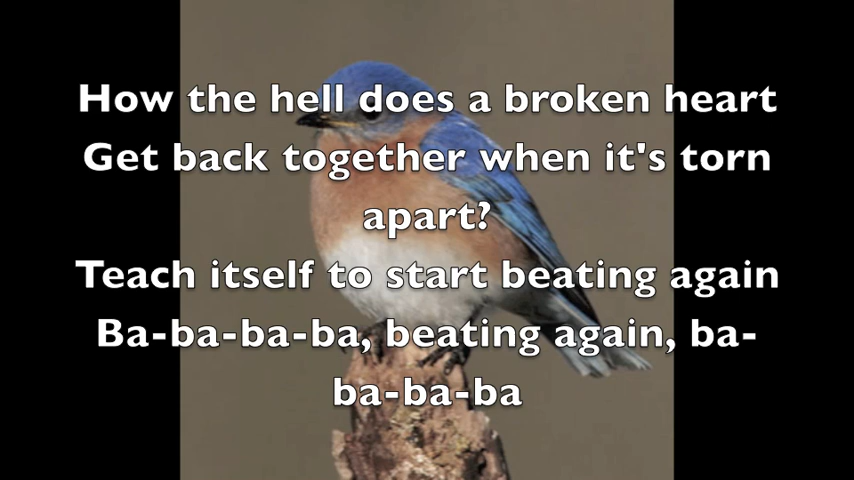 How the hell does a broken heart
Get back together when it's torn
apart?
Teach itself to start beating again
Ba-ba-ba-ba, beating again, ba-
ba-ba-ba